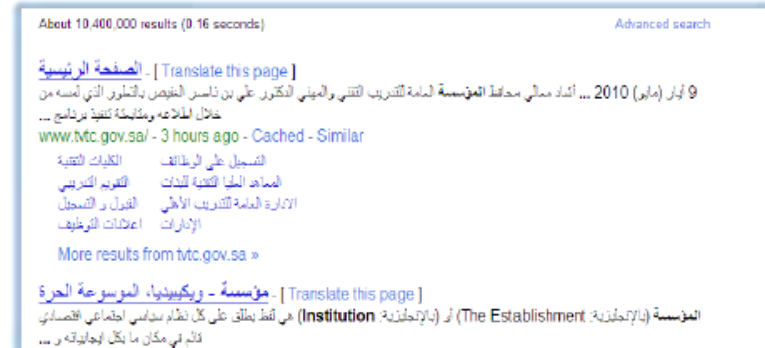 About 10,400,000 results (0.16 seconds) Advanced search
الصفحة الرئيسية - [ Translate this page ]
9 أيار (مايو) 2010 ... أشاد معالي محافظ المؤسسة العامة للتدريب التقني والمهني الدكتور علي بن ناصر الغفيص بالتطور الذي لمسه من
خلال اطلاعه ومتابعته تنفيذ برنامج ...
www.tvtc.gov.sa/ - 3 hours ago - Cached - Similar
التسجيل على الوظائف الكليات التقنية
المعاهد العليا التقنية للبنات التقويم التدريبي
الادارة العامة للتدريب الأهلي القبول و التسجيل
الإدارات اعلانات التوظيف
More results from tvtc.gov.sa »
مؤسسة - ويكيبيديا، الموسوعة الحرة - [ Translate this page ]
المؤسسة (بالإنجليزية: The Establishment) أو (بالإنجليزية: Institution) هي لفظ يطلق على كل نظام سياسي اجتماعي اقتصادي
قائم في مكان ما بكل ايجابياته و ...